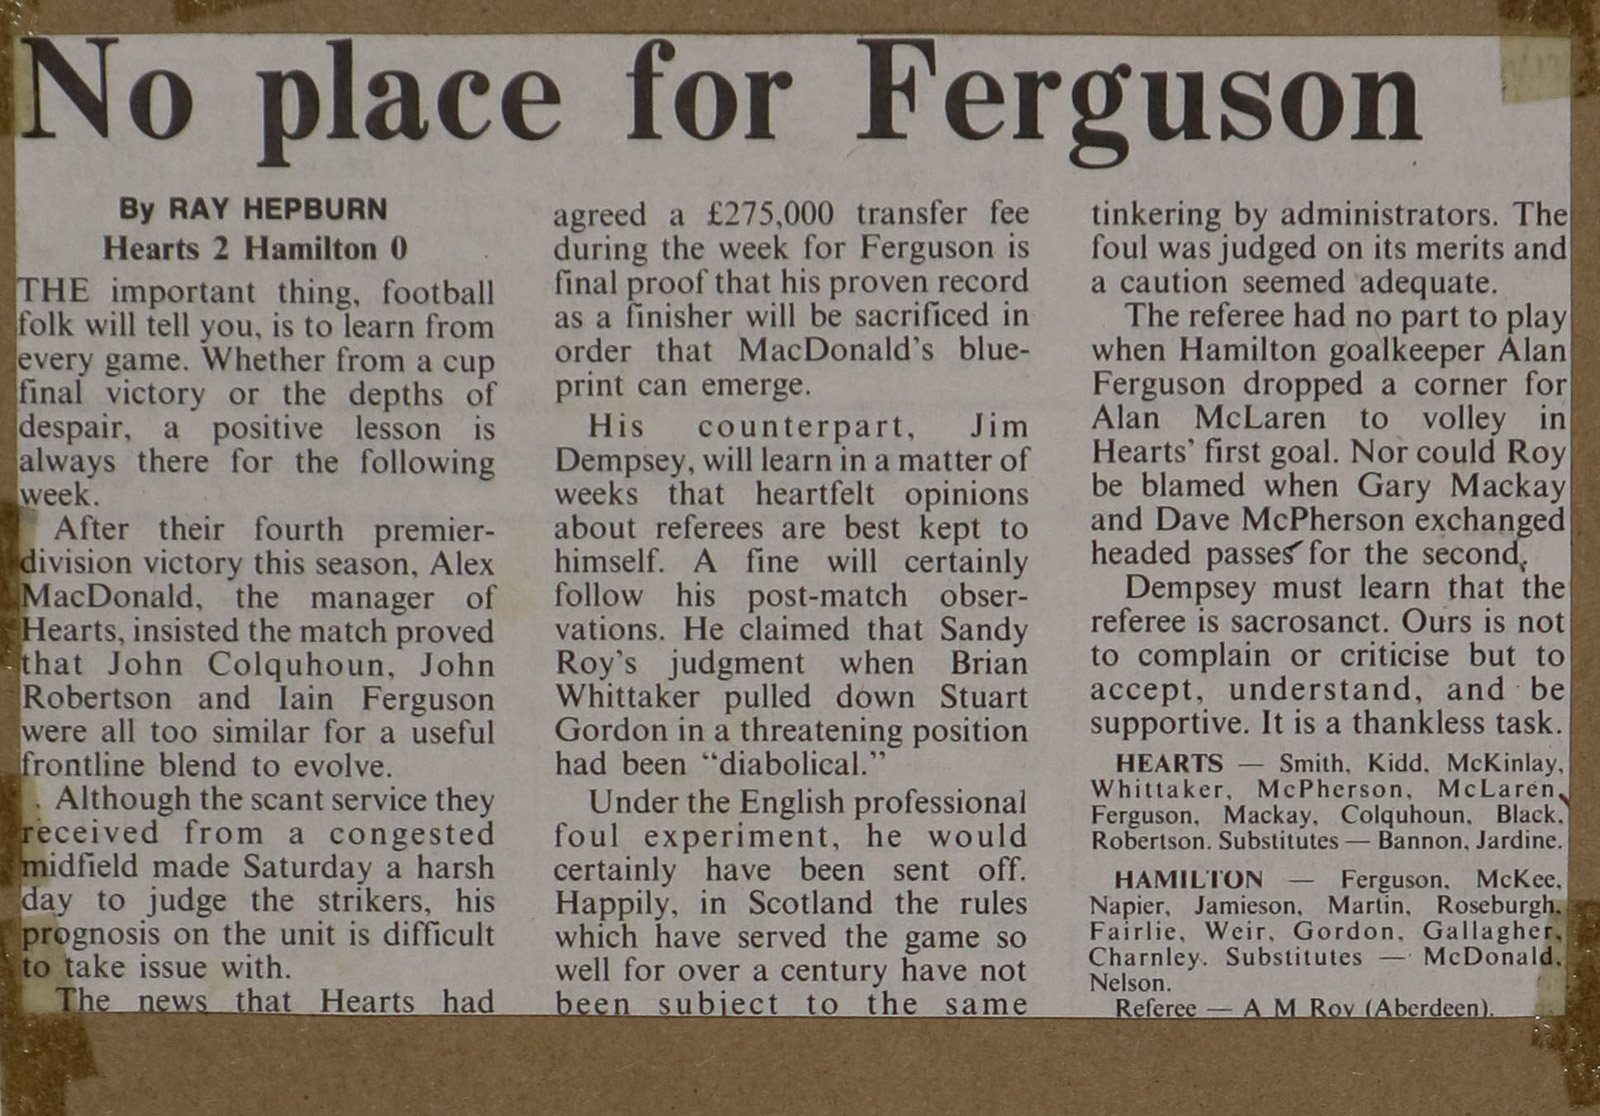 No place for Ferguson
By RAY HEPBURN
Hearts 2 Hamilton 0
THE important thing, football
folk will tell you, is to learn from
every game. Whether from a cup
final victory or the depths of
despair, a positive lesson is
always there for the following
week.
After their fourth premier-
division victory this season, Alex
MacDonald, the manager of
Hearts, insisted the match proved
that John Colquhoun, John
Robertson and Iain Ferguson
were all too similar for a useful
frontline blend to evolve.
Although the scant service they
received from a congested
midfield made Saturday a harsh
day to judge the strikers, his
prognosis on the unit is difficult
to take issue with.
The news that Hearts had
agreed a £275,000 transfer fee
during the week for Ferguson is
final proof that his proven record
as a finisher will be sacrificed in
order that MacDonald's blue-
print can emerge.
His counterpart, Jim
Dempsey, will learn in a matter of
weeks that heartfelt opinions
about referees are best kept to
himself. A fine will certainly
follow his post-match obser-
vations. He claimed that Sandy
Roy's judgment when Brian
Whittaker pulled down Stuart
Gordon in a threatening position
had been “diabolical.”
Under the English professional
foul experiment, he would
certainly have been sent off.
Happily, in Scotland the rules
which have served the game so
well for over a century have not
been subject to the same
tinkering by administrators. The
foul was judged on its merits and
a caution seemed adequate.
The referee had no part to play
when Hamilton goalkeeper Alan
Ferguson dropped a corner for
Alan McLaren to volley in
Hearts' first goal. Nor could Roy
be blamed when Gary Mackay
and Dave McPherson exchanged
headed passes for the second.
Dempsey must learn that the
referee is sacrosanct. Ours is not
to complain or criticise but to
accept, understand, and be
supportive. It is a thankless task.
HEARTS — Smith, Kidd, McKinlay,
Whittaker, McPherson, McLaren,
Ferguson, Mackay, Colquhoun, Black,
Robertson. Substitutes — Bannon, Jardine.
HAMILTON — Ferguson, McKee,
Napier, Jamieson, Martin, Roseburgh,
Fairlie, Weir, Gordon, Gallagher,
Charnley. Substitutes — McDonald,
Nelson.
Referee — A M Roy (Aberdeen).